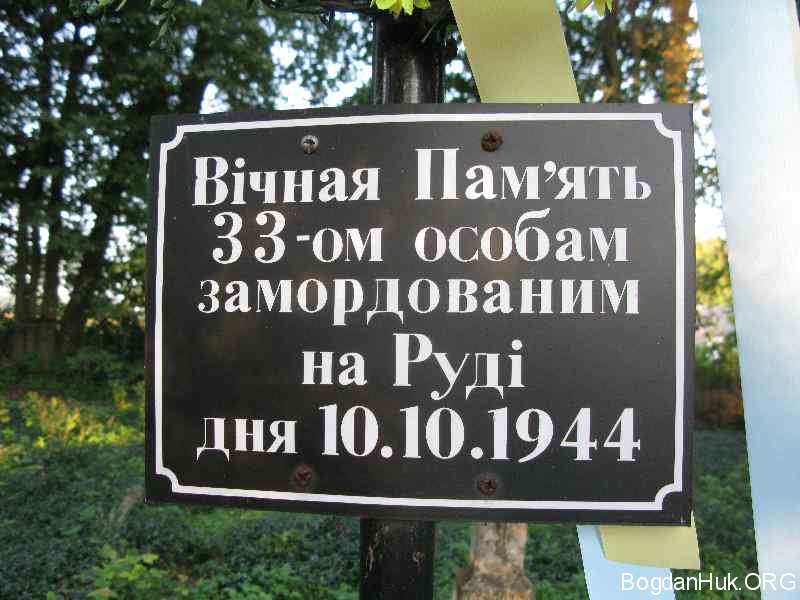 Вічная Пам'ять
33-ом особам
замордованим
на Руді
дня 10.10.1944
BogdanHuk.ORG